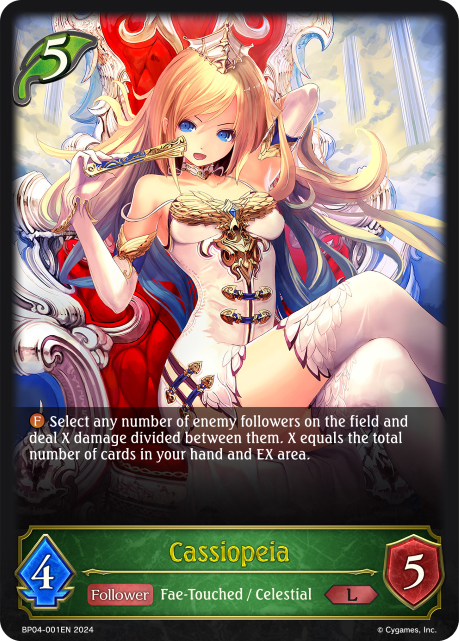 5
F Select any number of enemy followers on the field and
deal X damage divided between them. X equals the total
number of cards in your hand and EX area.
Cassiopeia
4 Follower Fae-Touched / Celestial L 5
BP04-001EN 2024 © Cygames, Inc.